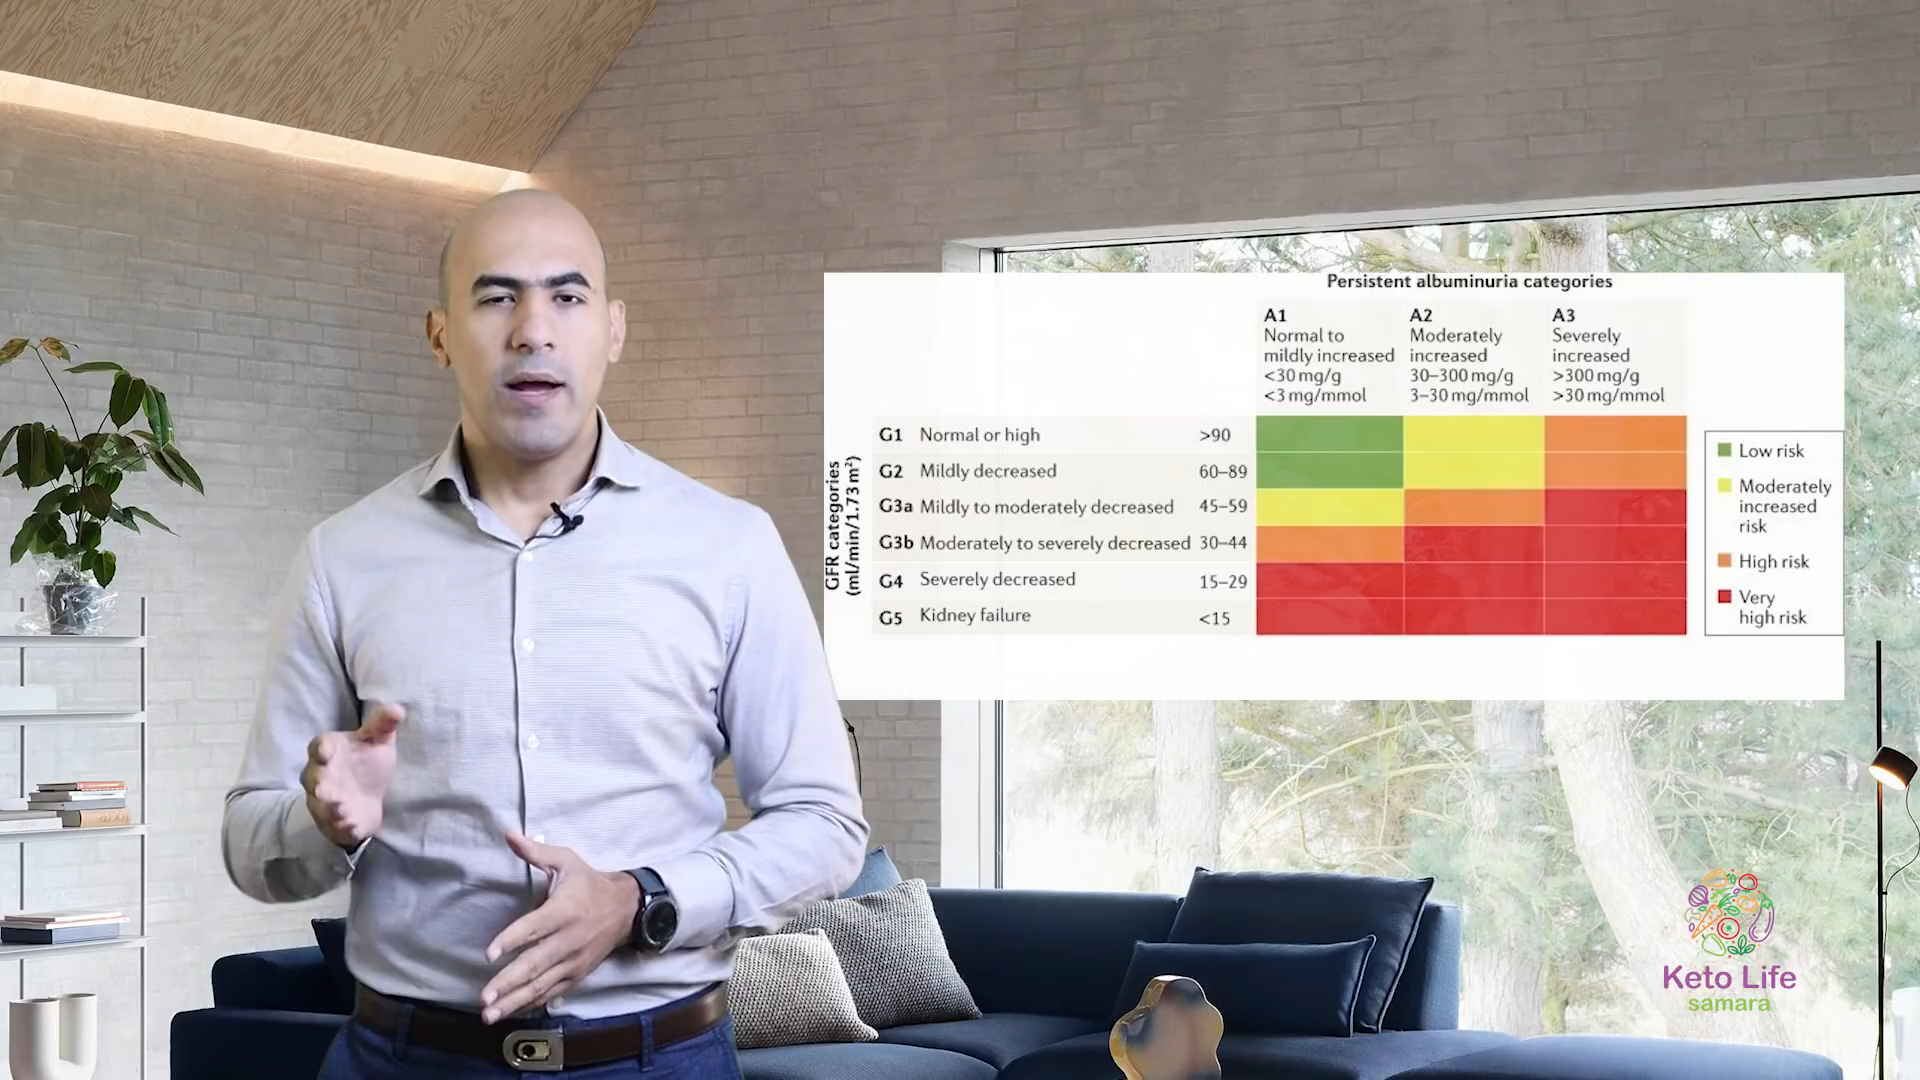 Persistent albuminuria categories
A1
Normal to
mildly increased
<30 mg/g
<3 mg/mmol
A2
Moderately
increased
30–300 mg/g
3–30 mg/mmol
A3
Severely
increased
>300 mg/g
>30 mg/mmol
GFR categories
(ml/min/1.73 m²)
G1 Normal or high >90
G2 Mildly decreased 60–89
G3a Mildly to moderately decreased 45–59
G3b Moderately to severely decreased 30–44
G4 Severely decreased 15–29
G5 Kidney failure <15
Low risk
Moderately
increased
risk
High risk
Very
high risk
Keto Life
samara